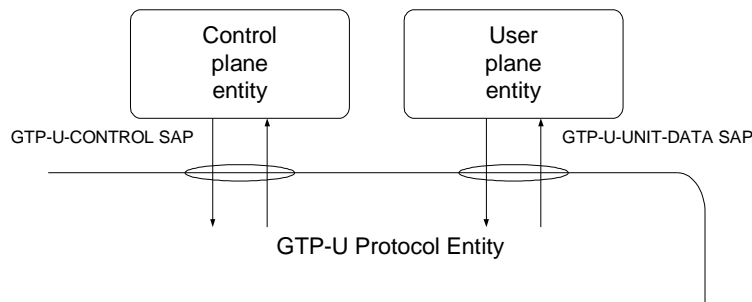 Control
plane
entity
User
plane
entity
GTP-U-CONTROL SAP
GTP-U-UNIT-DATA SAP
GTP-U Protocol Entity